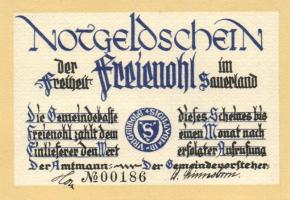 NOTGELDSCHEIN
der Freiheit Freienohl im Sauerland
Die Gemeindekasse dieses Scheines bis
Freienohl zahlt dem einen Monat nach
Einlieferer den Wert erfolgter Aufrufung
Der Amtmann: Der Gemeindevorsteher:
№ 00186